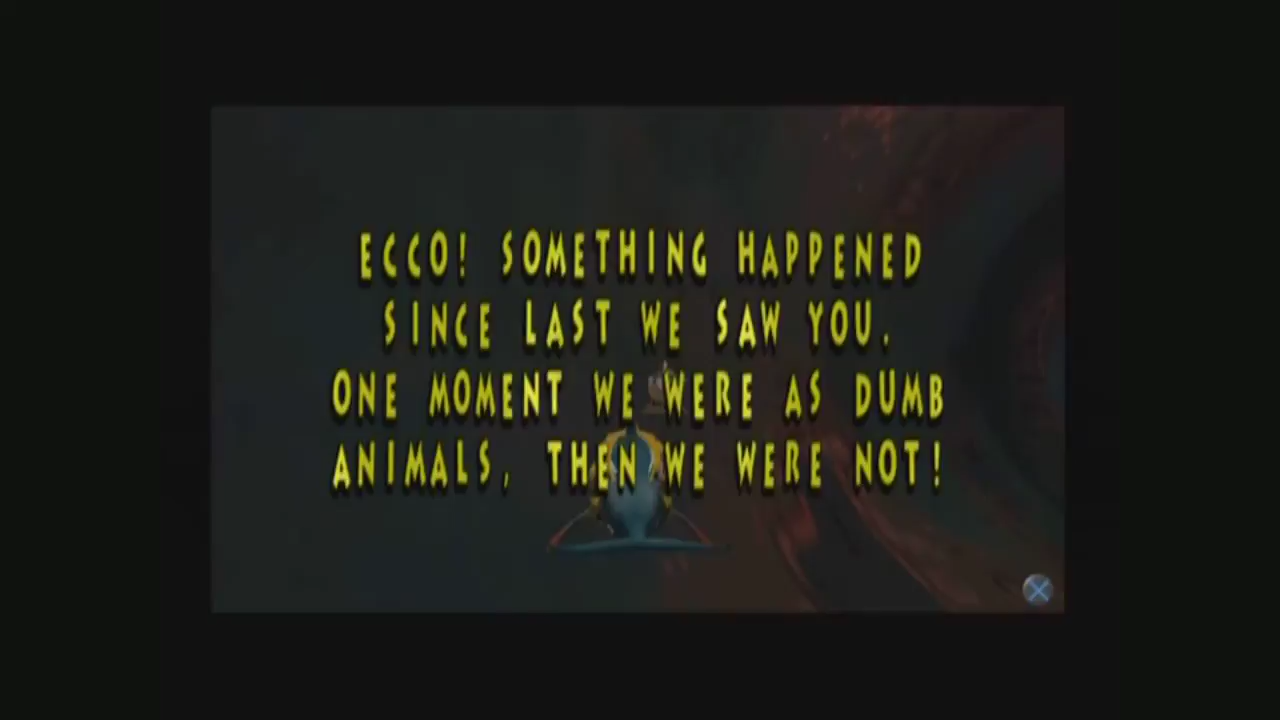 ECCO! SOMETHING HAPPENED
SINCE LAST WE SAW YOU.
ONE MOMENT WE WERE AS DUMB
ANIMALS, THEN WE WERE NOT!